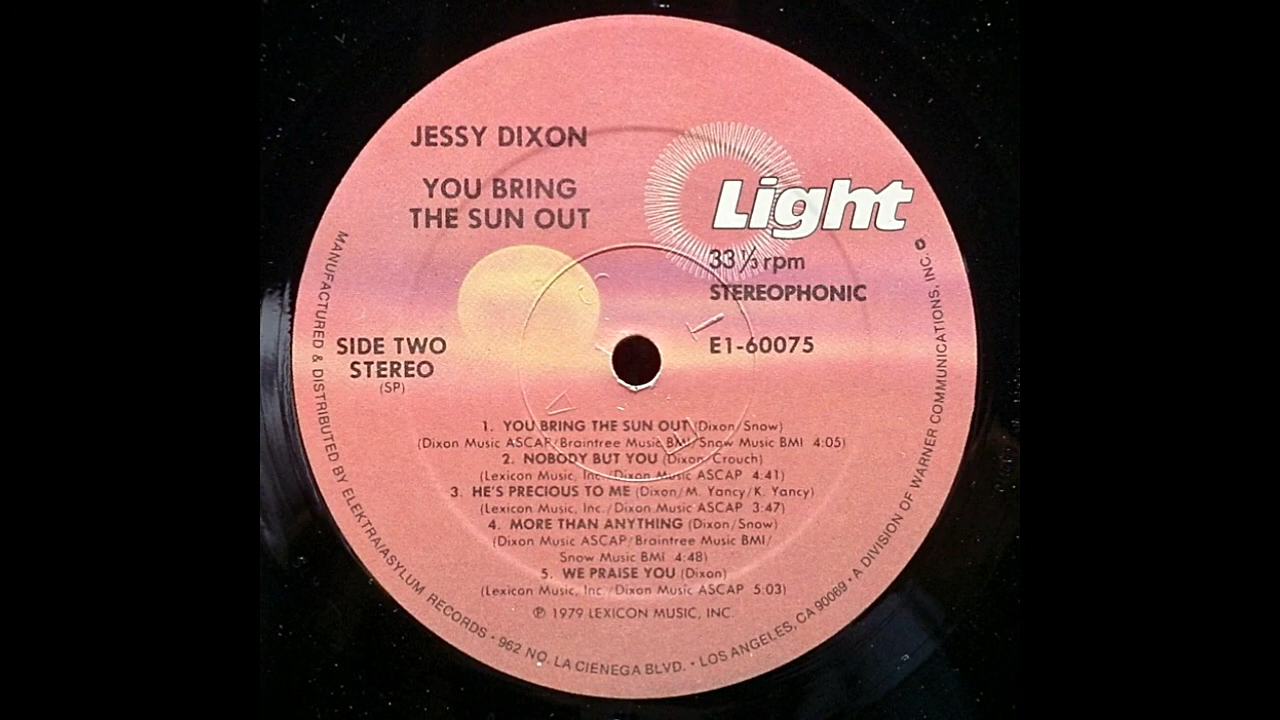 JESSY DIXON
YOU BRING
THE SUN OUT
Light
33 ⅓ rpm
STEREOPHONIC
E1-60075
SIDE TWO
STEREO
(SP)
1. YOU BRING THE SUN OUT (Dixon/Snow)
(Dixon Music ASCAP/Braintree Music BMI/Snow Music BMI 4:05)
2. NOBODY BUT YOU (Dixon/Crouch)
(Lexicon Music, Inc./Dixon Music ASCAP 4:41)
3. HE'S PRECIOUS TO ME (Dixon/M. Yancy/K. Yancy)
(Lexicon Music, Inc./Dixon Music ASCAP 3:47)
4. MORE THAN ANYTHING (Dixon/Snow)
(Dixon Music ASCAP/Braintree Music BMI/
Snow Music BMI 4:48)
5. WE PRAISE YOU (Dixon)
(Lexicon Music, Inc./Dixon Music ASCAP 5:03)
℗ 1979 LEXICON MUSIC, INC.
MANUFACTURED & DISTRIBUTED BY ELEKTRA/ASYLUM RECORDS • 962 NO. LA CIENEGA BLVD. • LOS ANGELES, CA 90069 • A DIVISION OF WARNER COMMUNICATIONS, INC.